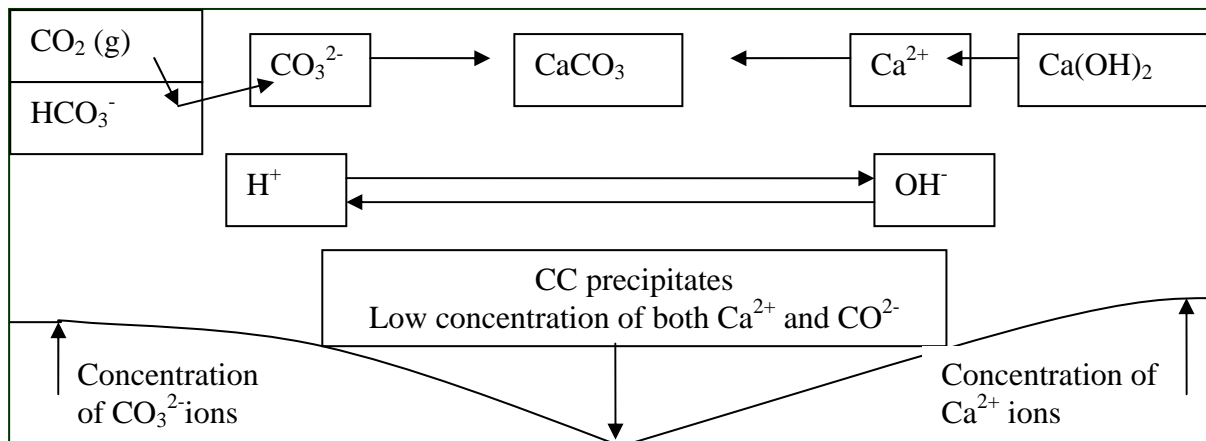 CO₂ (g)
HCO₃⁻
CO₃²⁻
CaCO₃
Ca²⁺
Ca(OH)₂
H⁺
OH⁻
CC precipitates
Low concentration of both Ca²⁺ and CO²⁻
Concentration
of CO₃²⁻ions
Concentration of
Ca²⁺ ions